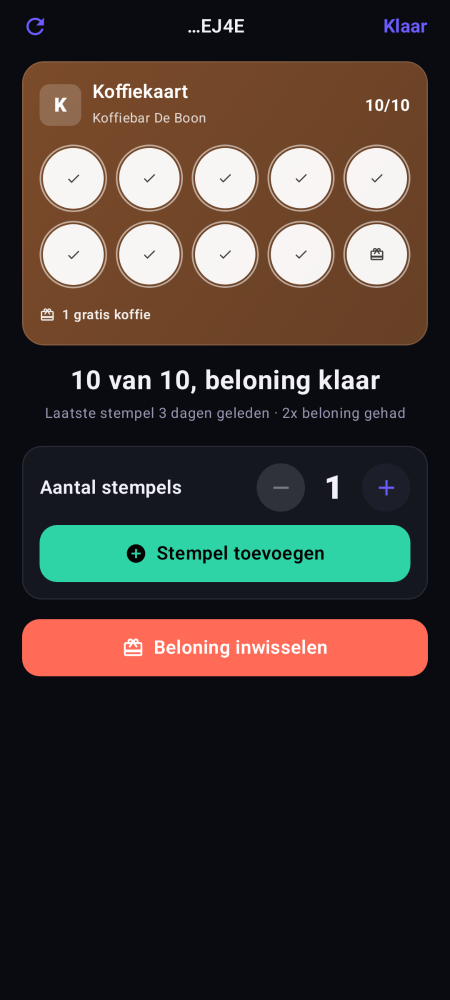 …EJ4E
Klaar
K
Koffiekaart
Koffiebar De Boon
10/10
1 gratis koffie
10 van 10, beloning klaar
Laatste stempel 3 dagen geleden · 2x beloning gehad
Aantal stempels
1
Stempel toevoegen
Beloning inwisselen